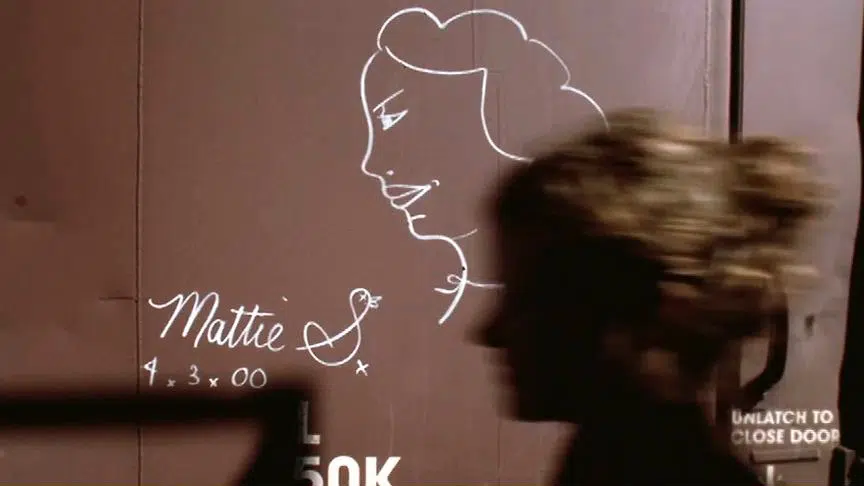 Mattie S
4 x 3 x 00
L
50K
UNLATCH TO
CLOSE DOOR